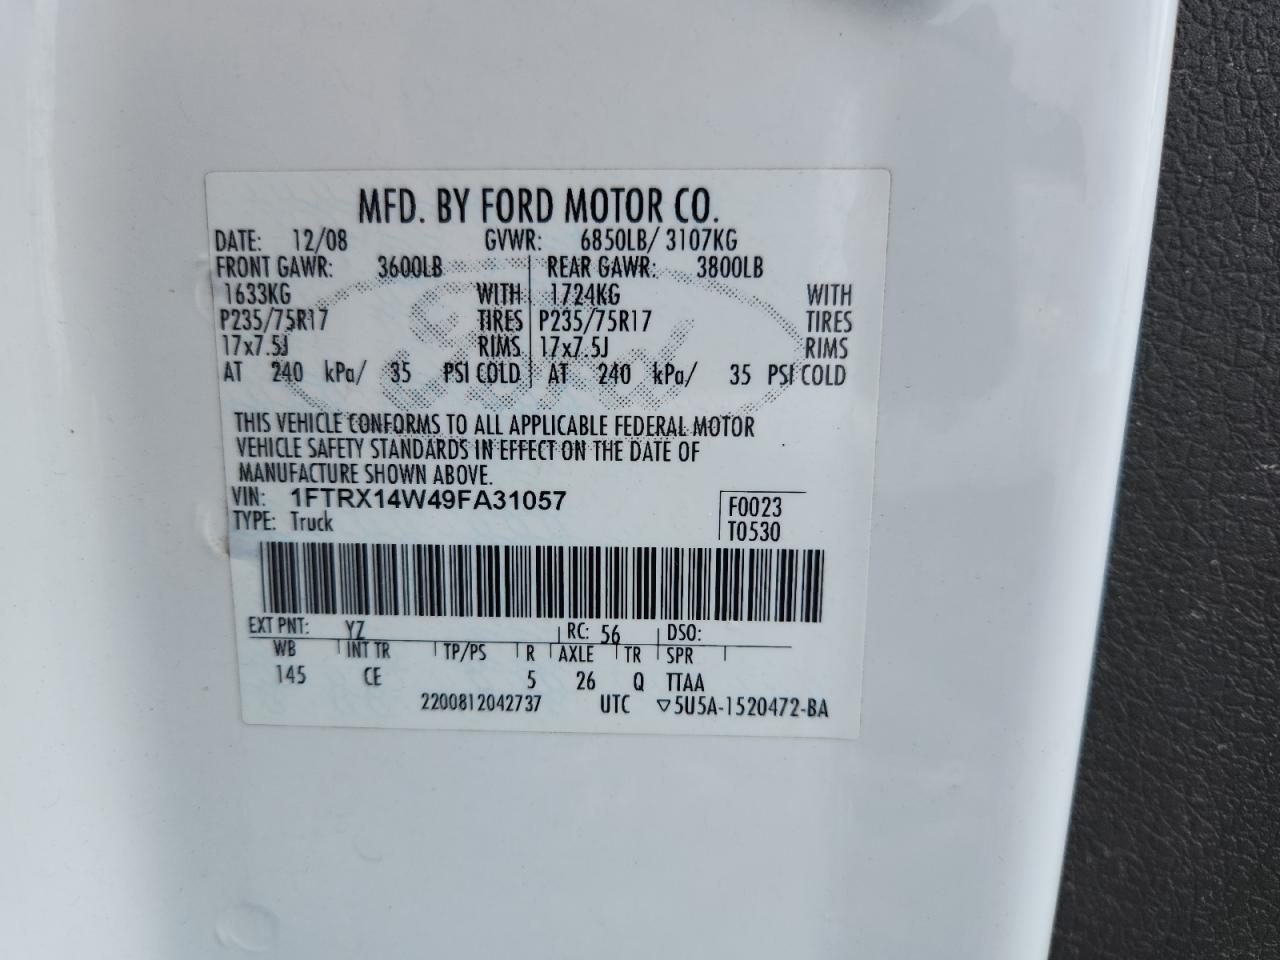 MFD. BY FORD MOTOR CO.
DATE: 12/08 GVWR: 6850LB/ 3107KG
FRONT GAWR: 3600LB REAR GAWR: 3800LB
1633KG WITH 1724KG WITH
P235/75R17 TIRES P235/75R17 TIRES
17x7.5J RIMS 17x7.5J RIMS
AT 240 kPa/ 35 PSI COLD AT 240 kPa/ 35 PSI COLD
THIS VEHICLE CONFORMS TO ALL APPLICABLE FEDERAL MOTOR
VEHICLE SAFETY STANDARDS IN EFFECT ON THE DATE OF
MANUFACTURE SHOWN ABOVE.
VIN: 1FTRX14W49FA31057 F0023
TYPE: Truck T0530
EXT PNT: YZ RC: 56 DSO:
WB INT TR TP/PS R AXLE TR SPR
145 CE 5 26 Q TTAA
2200812042737 UTC ▽5U5A-1520472-BA
Ford